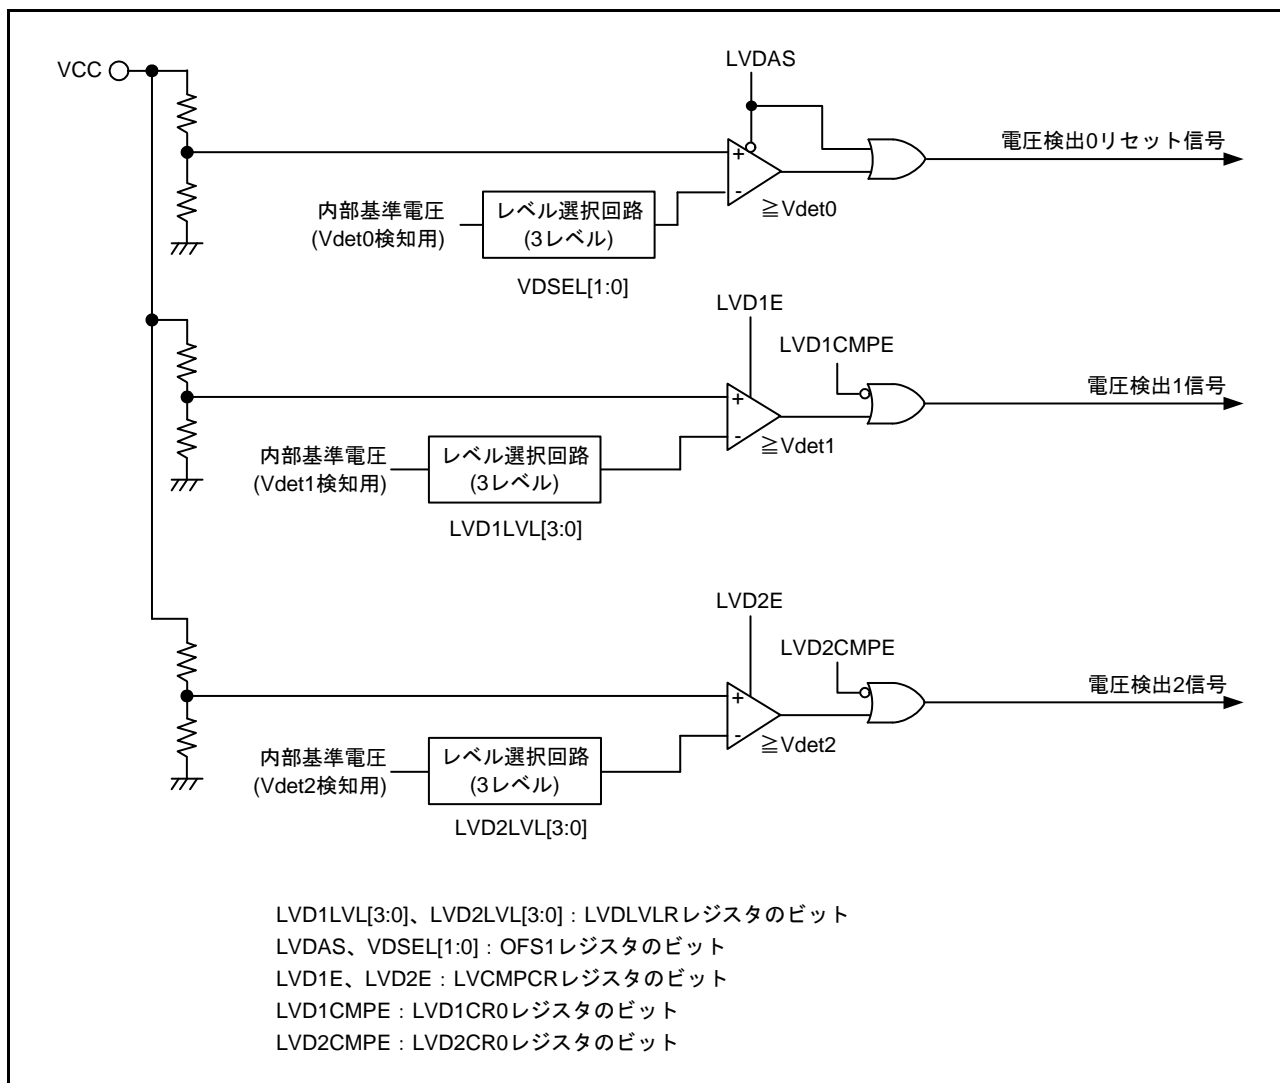 VCC
LVDAS
+
-
≧Vdet0
電圧検出0リセット信号
内部基準電圧
(Vdet0検知用)
レベル選択回路
(3レベル)
VDSEL[1:0]
LVD1E
LVD1CMPE
+
-
≧Vdet1
電圧検出1信号
内部基準電圧
(Vdet1検知用)
レベル選択回路
(3レベル)
LVD1LVL[3:0]
LVD2E
LVD2CMPE
+
-
≧Vdet2
電圧検出2信号
内部基準電圧
(Vdet2検知用)
レベル選択回路
(3レベル)
LVD2LVL[3:0]
LVD1LVL[3:0]、LVD2LVL[3:0]：LVDLVLRレジスタのビット
LVDAS、VDSEL[1:0]：OFS1レジスタのビット
LVD1E、LVD2E：LVCMPCRレジスタのビット
LVD1CMPE：LVD1CR0レジスタのビット
LVD2CMPE：LVD2CR0レジスタのビット